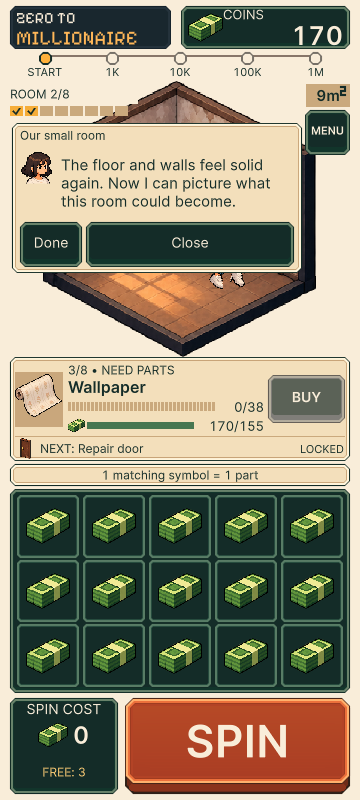 ZERO TO
MILLIONAIRE
COINS
170
START
1K
10K
100K
1M
ROOM 2/8
9m²
MENU
Our small room
The floor and walls feel solid
again. Now I can picture what
this room could become.
Done
Close
3/8 • NEED PARTS
Wallpaper
0/38
170/155
BUY
NEXT: Repair door
LOCKED
1 matching symbol = 1 part
SPIN COST
0
FREE: 3
SPIN